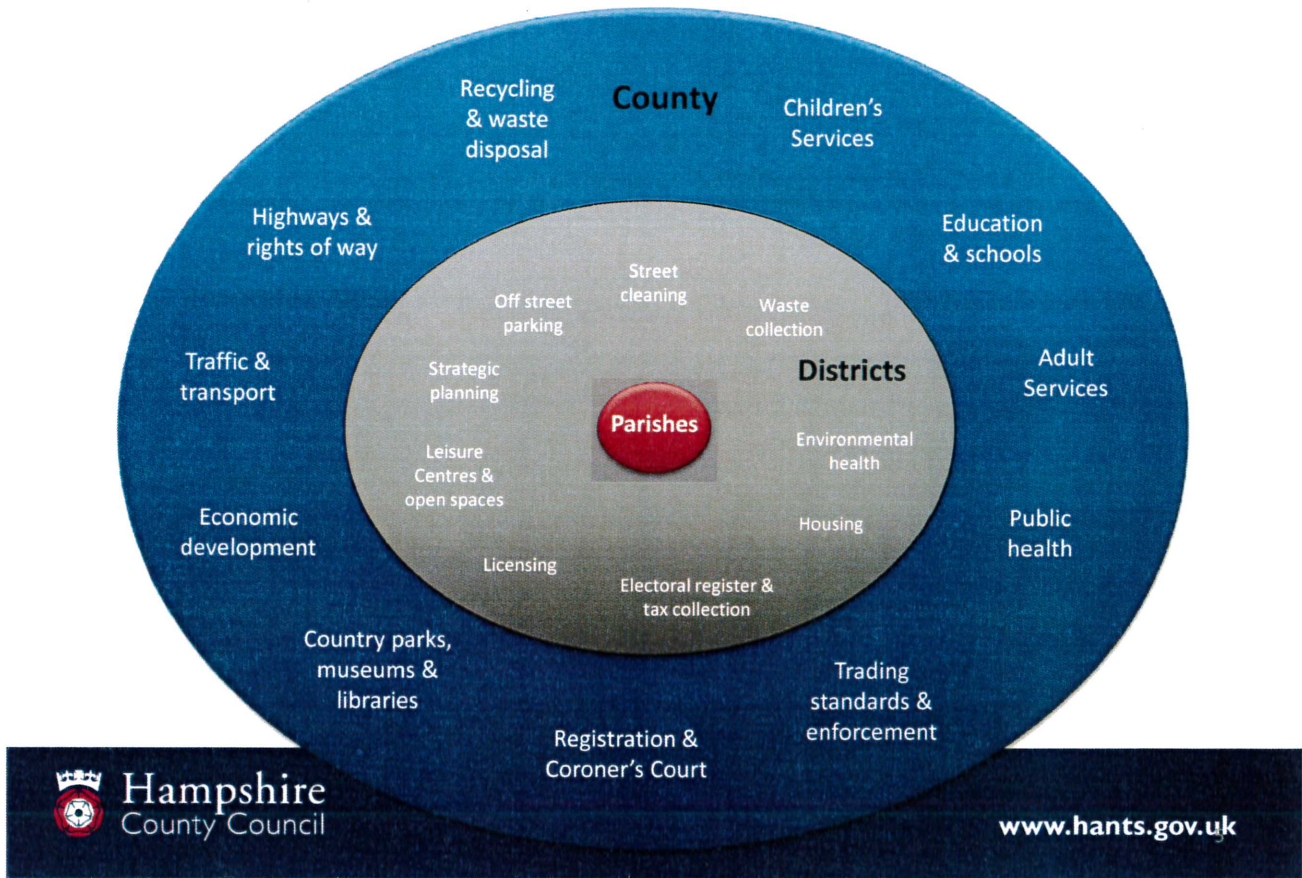 County
Recycling
& waste
disposal
Children's
Services
Highways &
rights of way
Education
& schools
Street
cleaning
Off street
parking
Waste
collection
Traffic &
transport
Strategic
planning
Districts
Adult
Services
Parishes
Leisure
Centres &
open spaces
Environmental
health
Economic
development
Housing
Public
health
Licensing
Electoral register &
tax collection
Country parks,
museums &
libraries
Trading
standards &
enforcement
Registration &
Coroner's Court
Hampshire
County Council
www.hants.gov.uk